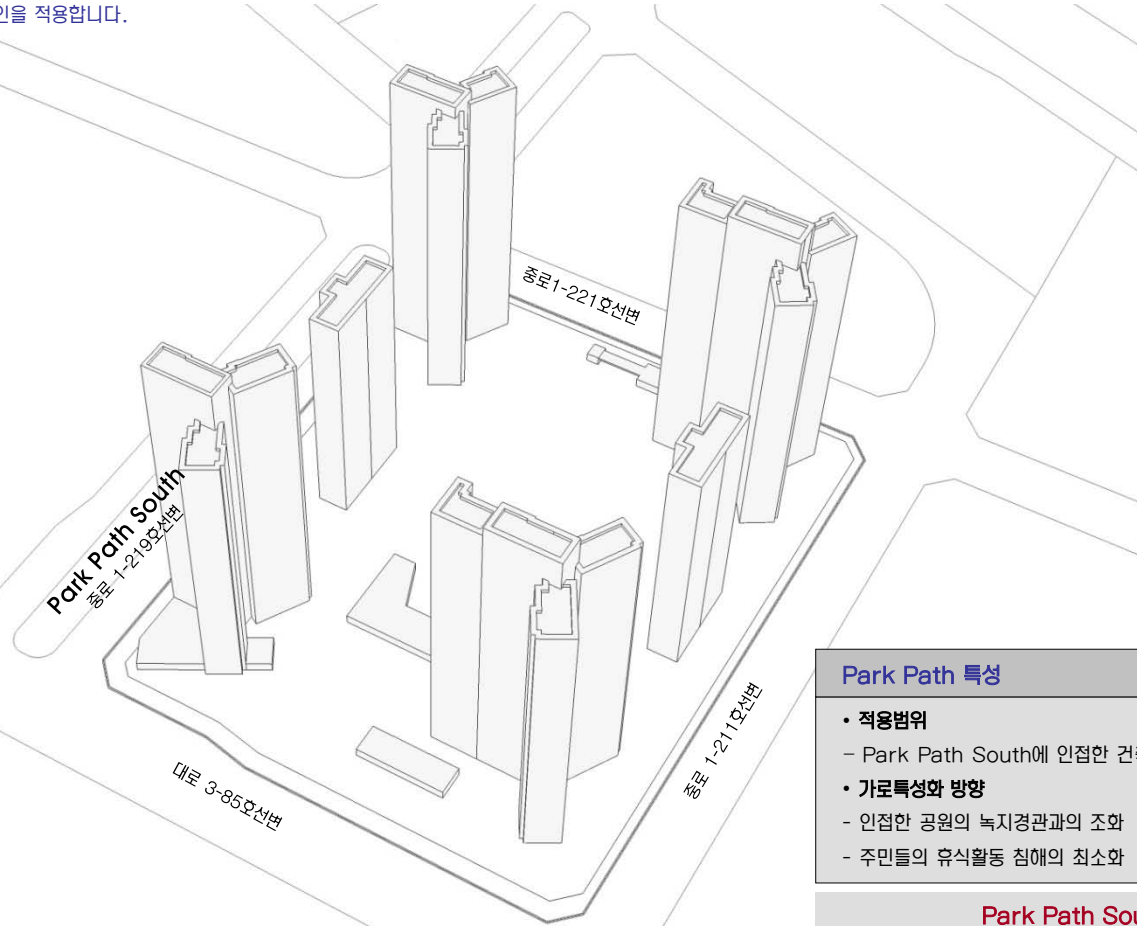 인을 적용합니다.
중로1-221호선변
Park Path South
중로 1-219호선변
대로 3-85호선변
중로 1-211호선변
Park Path 특성
• 적용범위
- Park Path South에 인접한 건축
• 가로특성화 방향
- 인접한 공원의 녹지경관과의 조화
- 주민들의 휴식활동 침해의 최소화
Park Path Sou